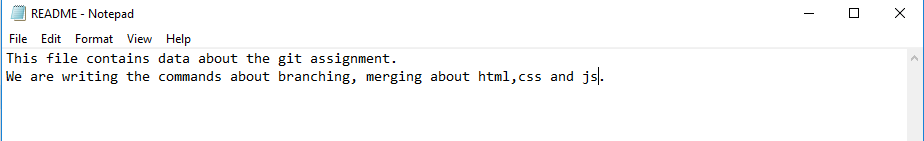 README - Notepad
File Edit Format View Help
This file contains data about the git assignment.
We are writing the commands about branching, merging about html,css and js.